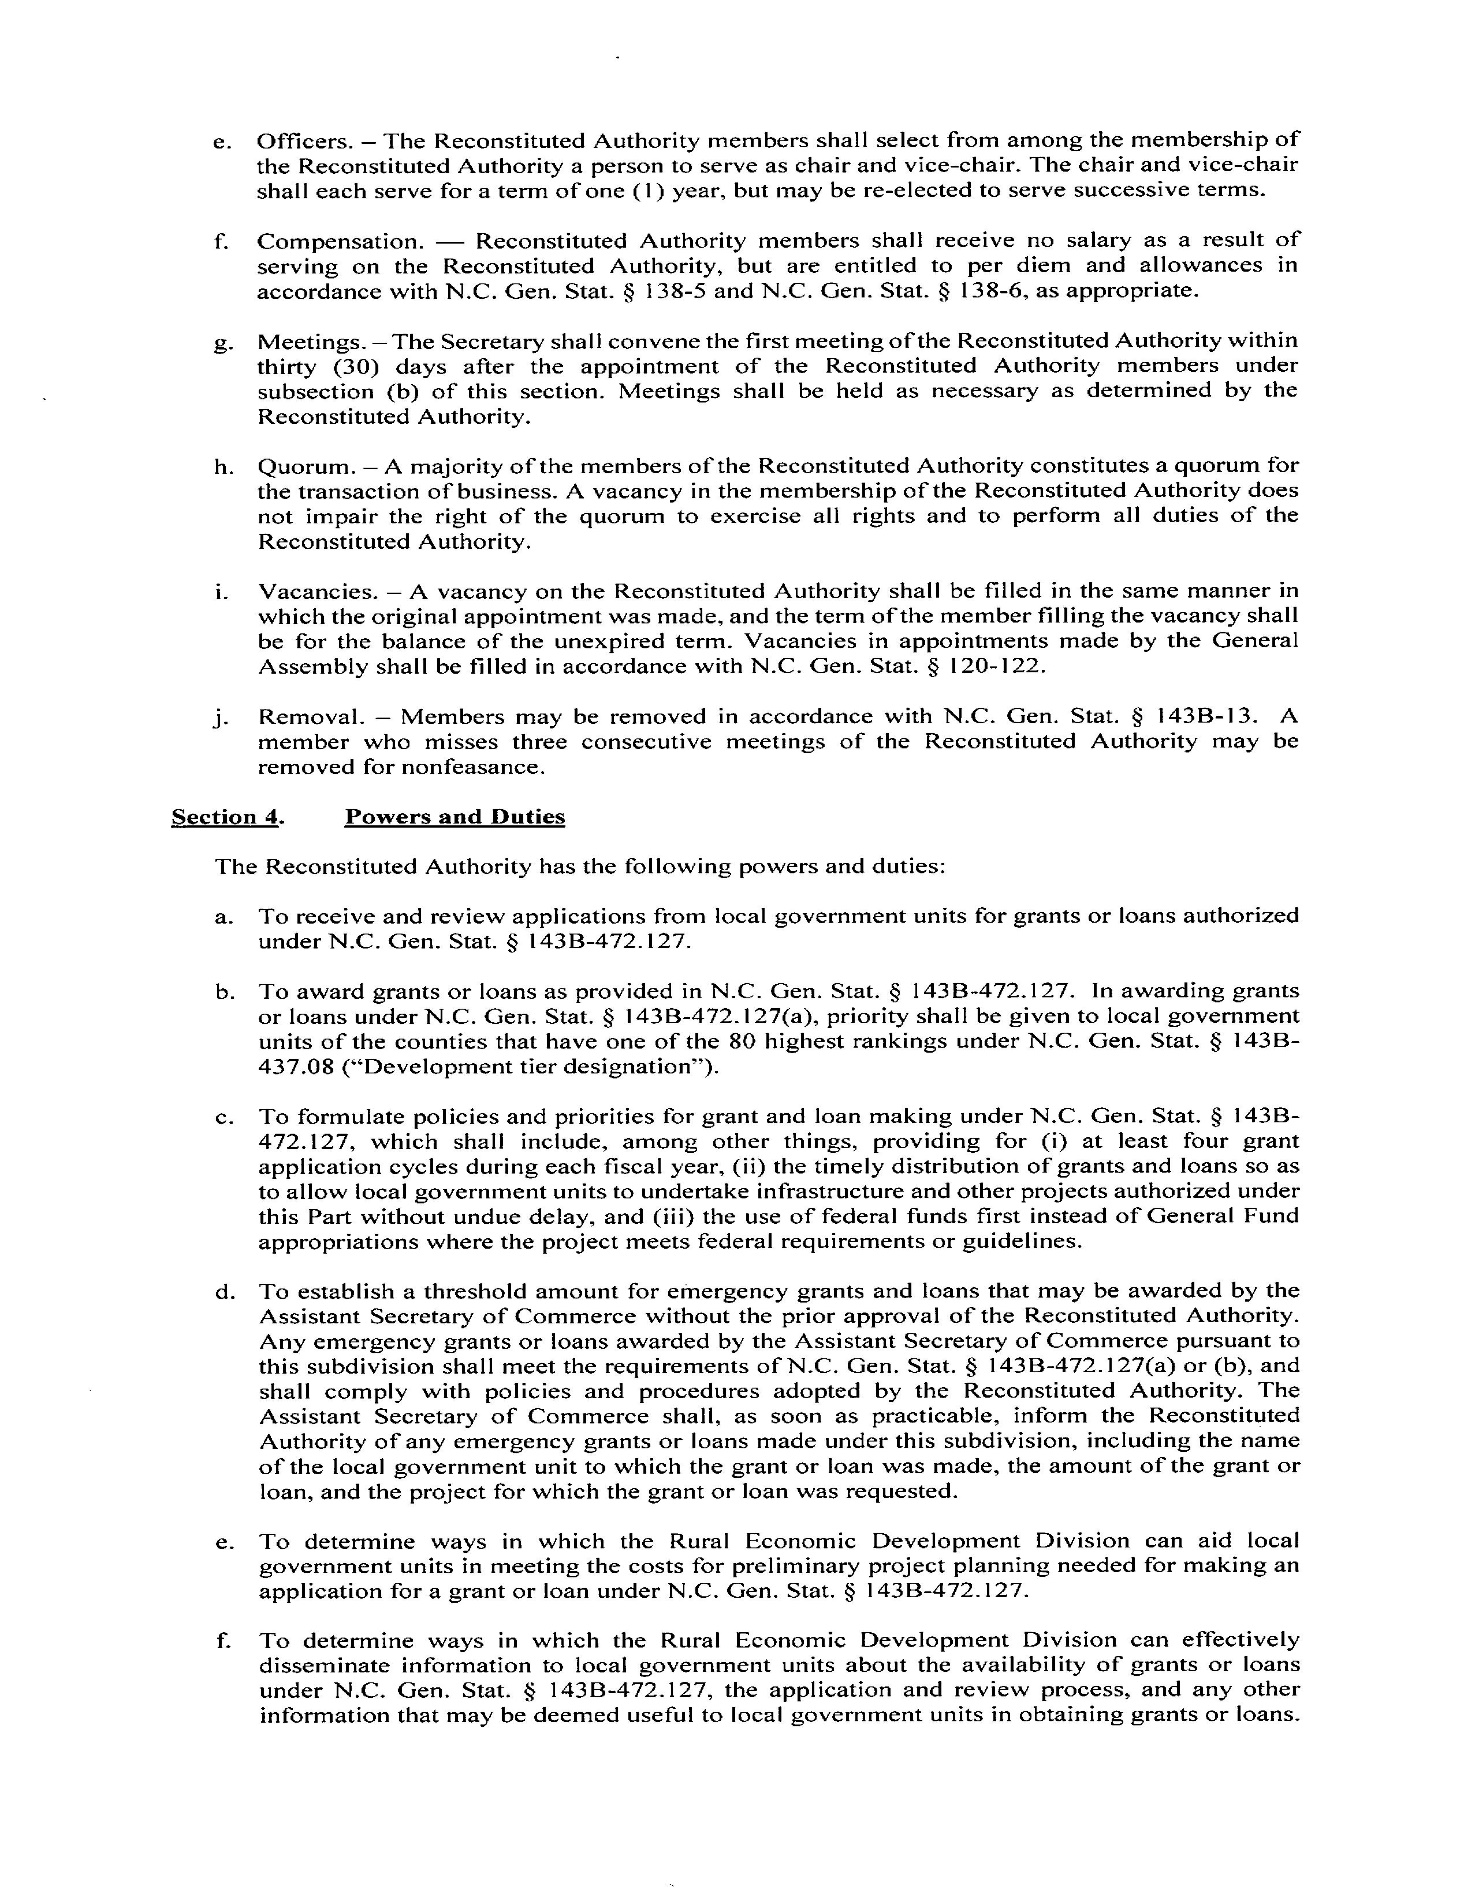 e. Officers. – The Reconstituted Authority members shall select from among the membership of
the Reconstituted Authority a person to serve as chair and vice-chair. The chair and vice-chair
shall each serve for a term of one (1) year, but may be re-elected to serve successive terms.
f. Compensation. — Reconstituted Authority members shall receive no salary as a result of
serving on the Reconstituted Authority, but are entitled to per diem and allowances in
accordance with N.C. Gen. Stat. § 138-5 and N.C. Gen. Stat. § 138-6, as appropriate.
g. Meetings. – The Secretary shall convene the first meeting of the Reconstituted Authority within
thirty (30) days after the appointment of the Reconstituted Authority members under
subsection (b) of this section. Meetings shall be held as necessary as determined by the
Reconstituted Authority.
h. Quorum. – A majority of the members of the Reconstituted Authority constitutes a quorum for
the transaction of business. A vacancy in the membership of the Reconstituted Authority does
not impair the right of the quorum to exercise all rights and to perform all duties of the
Reconstituted Authority.
i. Vacancies. – A vacancy on the Reconstituted Authority shall be filled in the same manner in
which the original appointment was made, and the term of the member filling the vacancy shall
be for the balance of the unexpired term. Vacancies in appointments made by the General
Assembly shall be filled in accordance with N.C. Gen. Stat. § 120-122.
j. Removal. – Members may be removed in accordance with N.C. Gen. Stat. § 143B-13. A
member who misses three consecutive meetings of the Reconstituted Authority may be
removed for nonfeasance.
Section 4. Powers and Duties
The Reconstituted Authority has the following powers and duties:
a. To receive and review applications from local government units for grants or loans authorized
under N.C. Gen. Stat. § 143B-472.127.
b. To award grants or loans as provided in N.C. Gen. Stat. § 143B-472.127. In awarding grants
or loans under N.C. Gen. Stat. § 143B-472.127(a), priority shall be given to local government
units of the counties that have one of the 80 highest rankings under N.C. Gen. Stat. § 143B-
437.08 (“Development tier designation”).
c. To formulate policies and priorities for grant and loan making under N.C. Gen. Stat. § 143B-
472.127, which shall include, among other things, providing for (i) at least four grant
application cycles during each fiscal year, (ii) the timely distribution of grants and loans so as
to allow local government units to undertake infrastructure and other projects authorized under
this Part without undue delay, and (iii) the use of federal funds first instead of General Fund
appropriations where the project meets federal requirements or guidelines.
d. To establish a threshold amount for emergency grants and loans that may be awarded by the
Assistant Secretary of Commerce without the prior approval of the Reconstituted Authority.
Any emergency grants or loans awarded by the Assistant Secretary of Commerce pursuant to
this subdivision shall meet the requirements of N.C. Gen. Stat. § 143B-472.127(a) or (b), and
shall comply with policies and procedures adopted by the Reconstituted Authority. The
Assistant Secretary of Commerce shall, as soon as practicable, inform the Reconstituted
Authority of any emergency grants or loans made under this subdivision, including the name
of the local government unit to which the grant or loan was made, the amount of the grant or
loan, and the project for which the grant or loan was requested.
e. To determine ways in which the Rural Economic Development Division can aid local
government units in meeting the costs for preliminary project planning needed for making an
application for a grant or loan under N.C. Gen. Stat. § 143B-472.127.
f. To determine ways in which the Rural Economic Development Division can effectively
disseminate information to local government units about the availability of grants or loans
under N.C. Gen. Stat. § 143B-472.127, the application and review process, and any other
information that may be deemed useful to local government units in obtaining grants or loans.